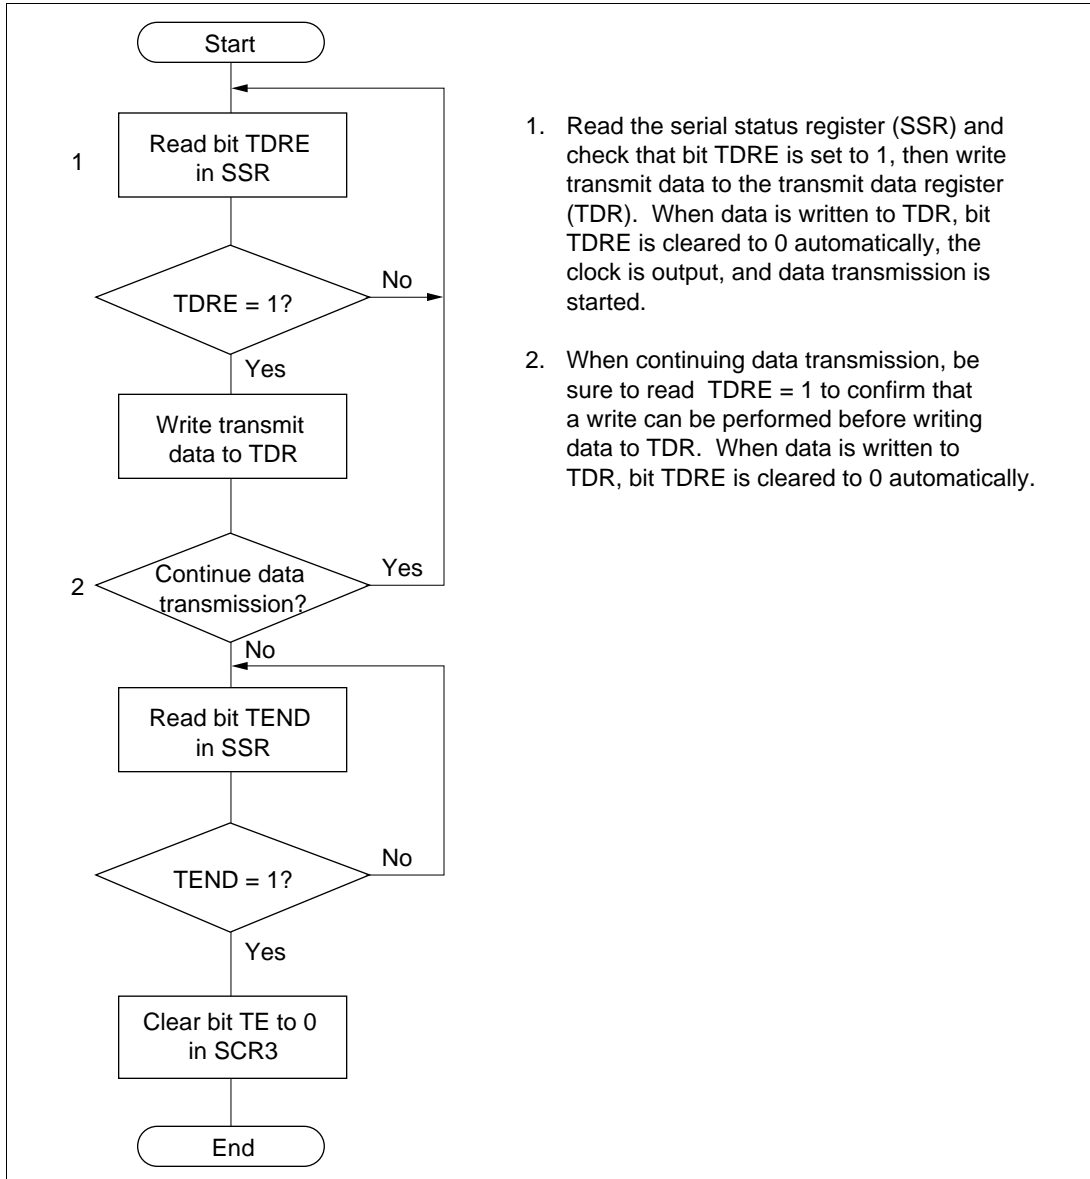 Start
1
Read bit TDRE
in SSR
TDRE = 1?
No
Yes
Write transmit
data to TDR
2
Continue data
transmission?
Yes
No
Read bit TEND
in SSR
TEND = 1?
No
Yes
Clear bit TE to 0
in SCR3
End
1. Read the serial status register (SSR) and
check that bit TDRE is set to 1, then write
transmit data to the transmit data register
(TDR). When data is written to TDR, bit
TDRE is cleared to 0 automatically, the
clock is output, and data transmission is
started.
2. When continuing data transmission, be
sure to read TDRE = 1 to confirm that
a write can be performed before writing
data to TDR. When data is written to
TDR, bit TDRE is cleared to 0 automatically.